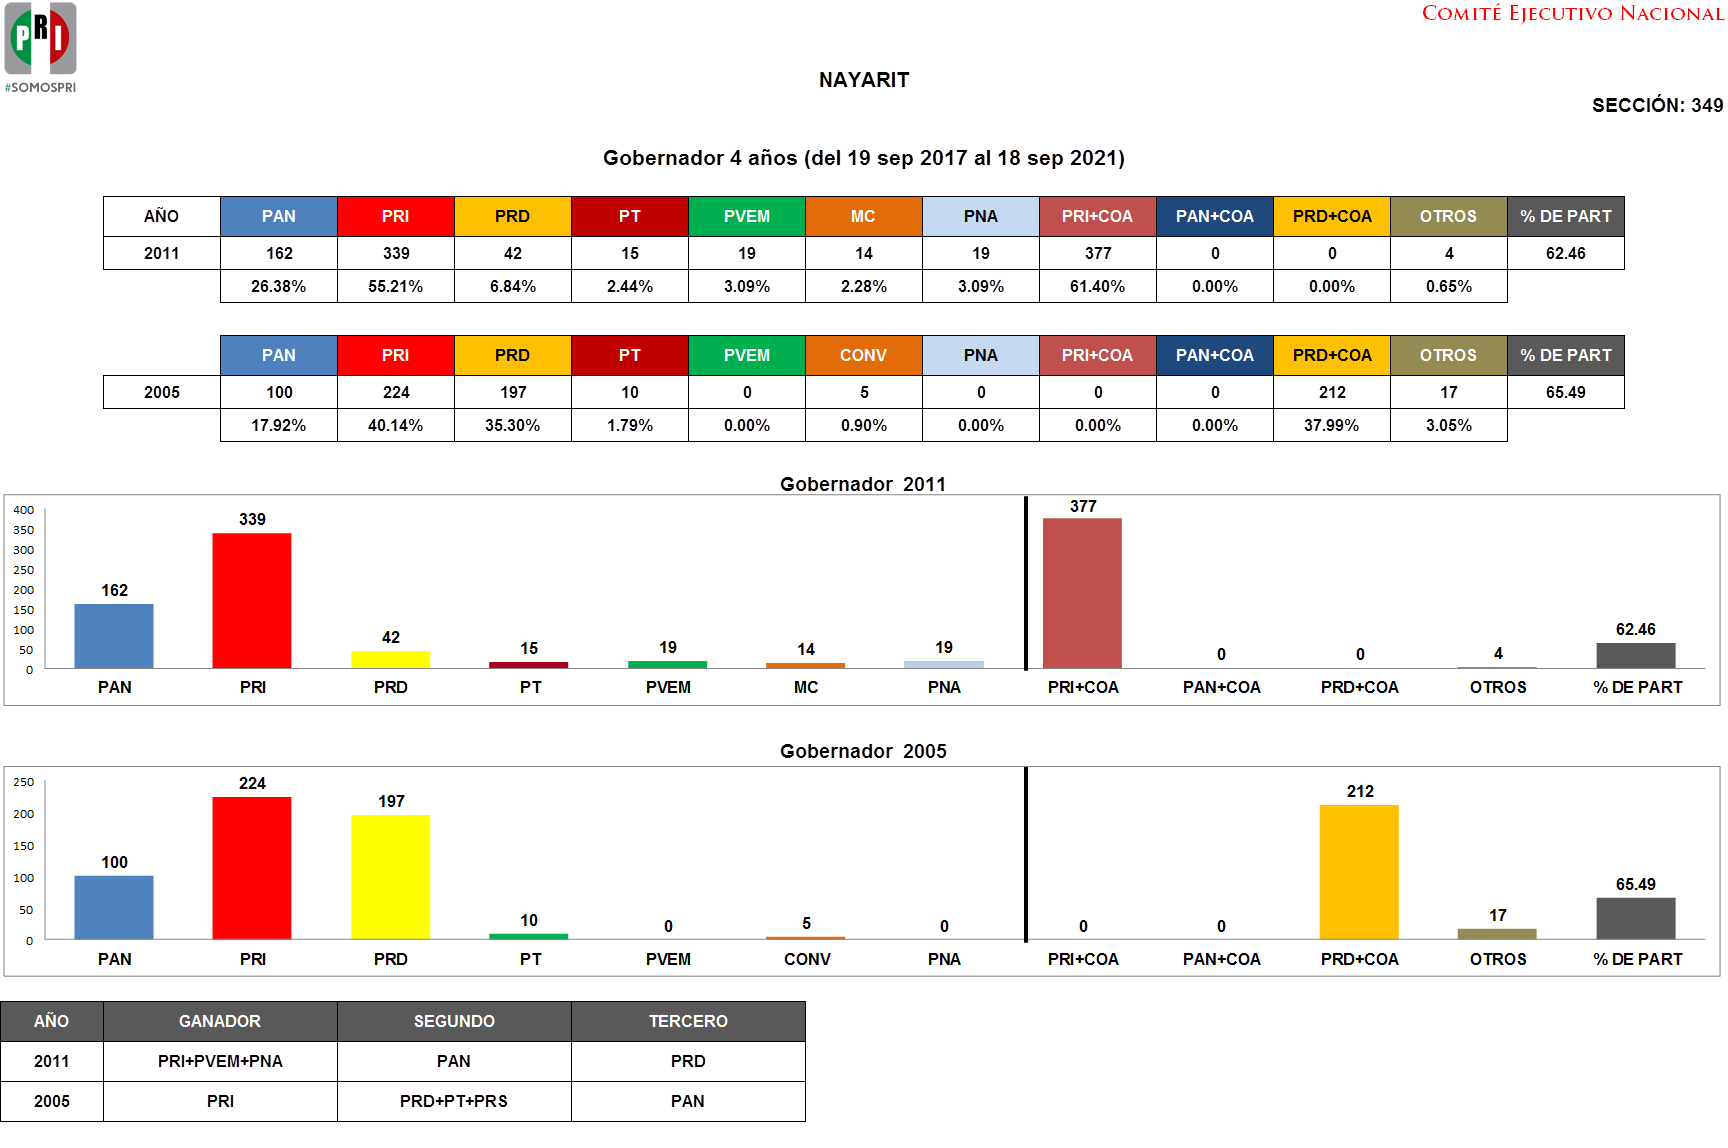 PRI
#SOMOSPRI
COMITÉ EJECUTIVO NACIONAL
NAYARIT
SECCIÓN: 349
Gobernador 4 años (del 19 sep 2017 al 18 sep 2021)
AÑO PAN PRI PRD PT PVEM MC PNA PRI+COA PAN+COA PRD+COA OTROS % DE PART
2011 162 339 42 15 19 14 19 377 0 0 4 62.46
26.38% 55.21% 6.84% 2.44% 3.09% 2.28% 3.09% 61.40% 0.00% 0.00% 0.65%
PAN PRI PRD PT PVEM CONV PNA PRI+COA PAN+COA PRD+COA OTROS % DE PART
2005 100 224 197 10 0 5 0 0 0 212 17 65.49
17.92% 40.14% 35.30% 1.79% 0.00% 0.90% 0.00% 0.00% 0.00% 37.99% 3.05%
Gobernador 2011
400
350
300
250
200
150
100
50
0
162 339 42 15 19 14 19 377 0 0 4 62.46
PAN PRI PRD PT PVEM MC PNA PRI+COA PAN+COA PRD+COA OTROS % DE PART
Gobernador 2005
250
200
150
100
50
0
100 224 197 10 0 5 0 0 0 212 17 65.49
PAN PRI PRD PT PVEM CONV PNA PRI+COA PAN+COA PRD+COA OTROS % DE PART
AÑO GANADOR SEGUNDO TERCERO
2011 PRI+PVEM+PNA PAN PRD
2005 PRI PRD+PT+PRS PAN